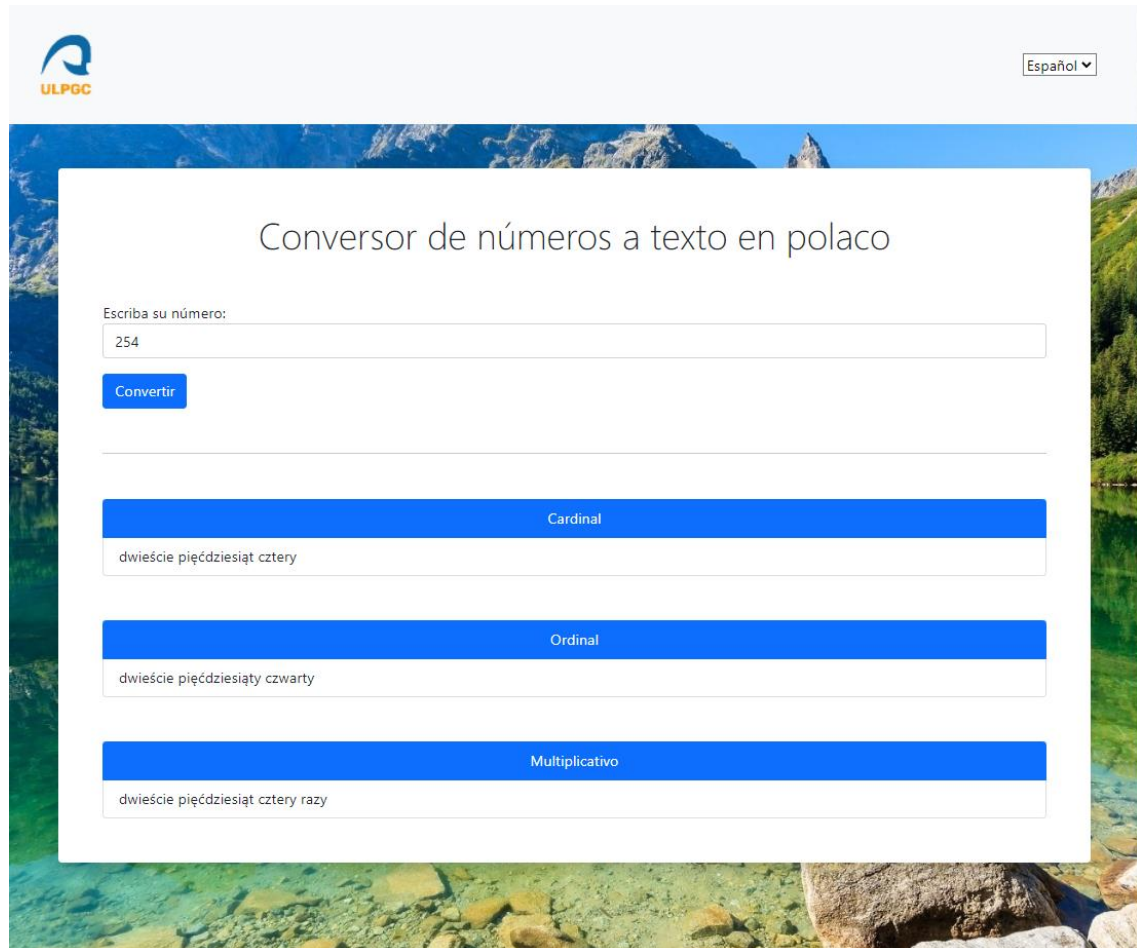 ULPGC
Español
Conversor de números a texto en polaco
Escriba su número:
254
Convertir
Cardinal
dwieście pięćdziesiąt cztery
Ordinal
dwieście pięćdziesiąty czwarty
Multiplicativo
dwieście pięćdziesiąt cztery razy